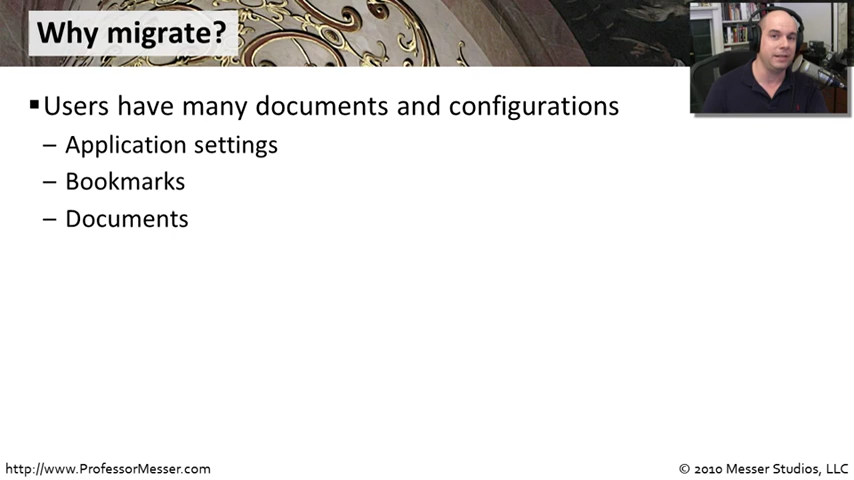 Why migrate?
▪Users have many documents and configurations
– Application settings
– Bookmarks
– Documents
http://www.ProfessorMesser.com
© 2010 Messer Studios, LLC